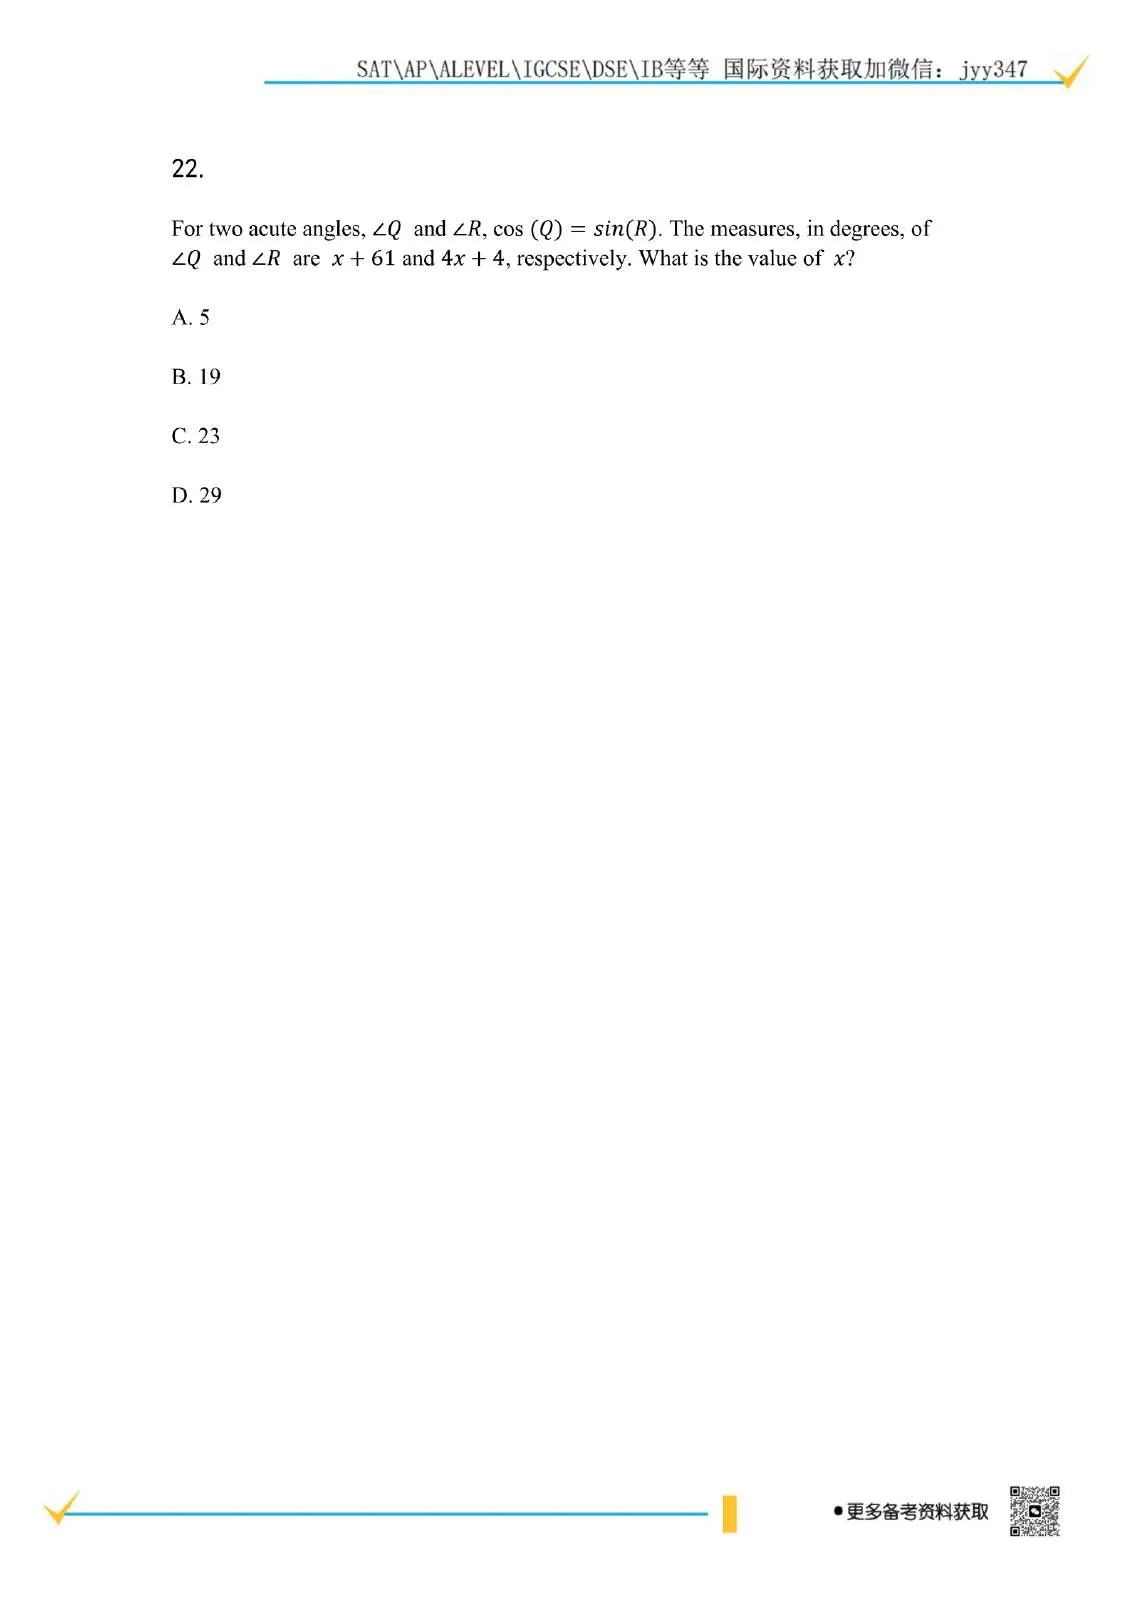 SAT\AP\ALEVEL\IGCSE\DSE\IB等等 国际资料获取加微信：jyy347
22.
For two acute angles, ∠Q and ∠R, cos (Q) = sin(R). The measures, in degrees, of
∠Q and ∠R are x + 61 and 4x + 4, respectively. What is the value of x?
A. 5
B. 19
C. 23
D. 29
•更多备考资料获取